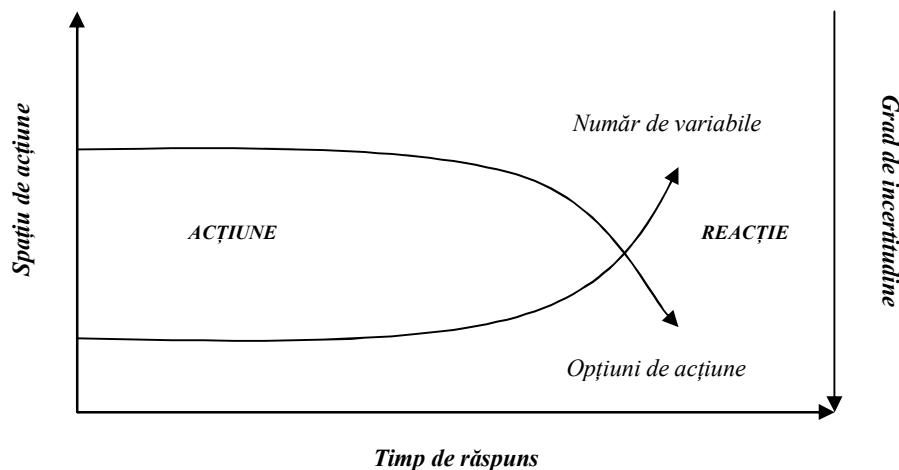 Spațiu de acțiune
Număr de variabile
ACȚIUNE
REACȚIE
Opțiuni de acțiune
Grad de incertitudine
Timp de răspuns